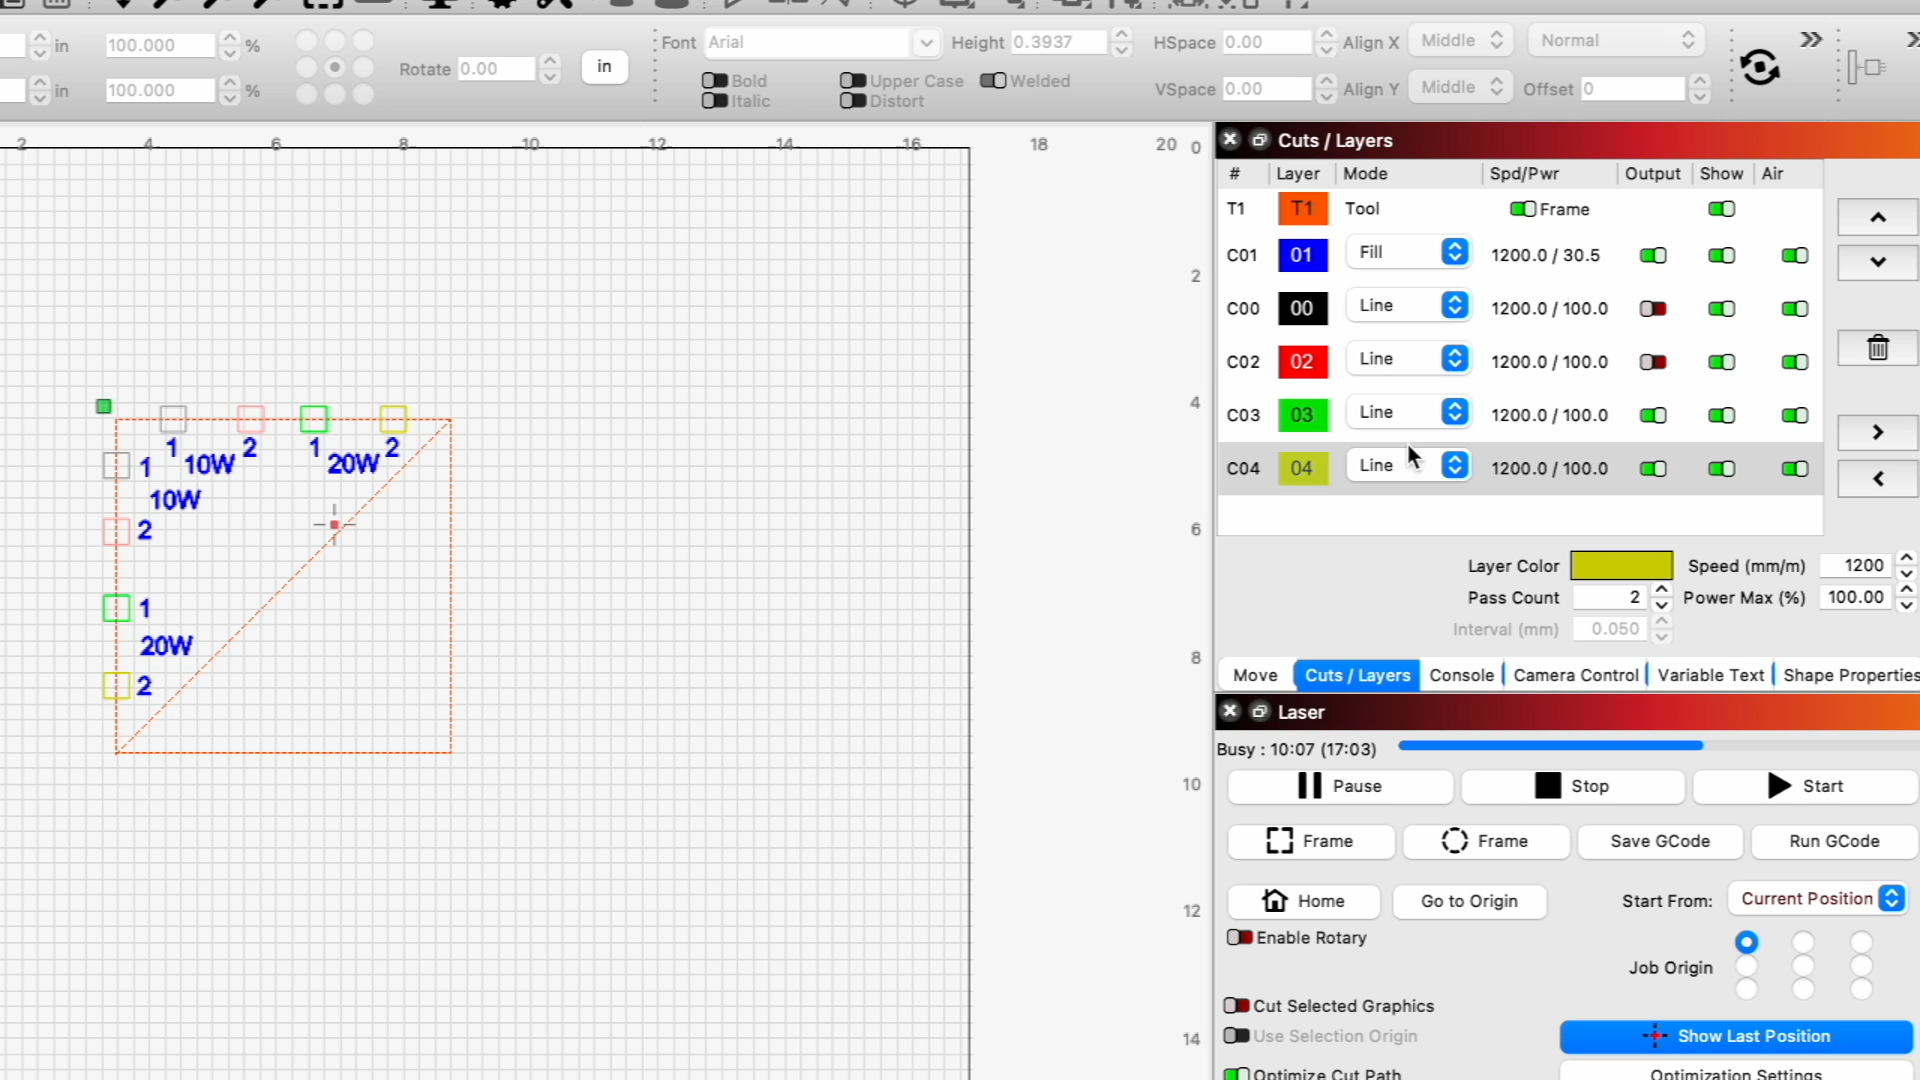 in 100.000 %
in 100.000 %
Rotate 0.00 in
Font Arial Height 0.3937 HSpace 0.00 Align X Middle Normal
Bold Upper Case Welded
Italic Distort
VSpace 0.00 Align Y Middle Offset 0
2 4 6 8 10 12 14 16 18 20
0
2
4
6
8
10
12
14
1 10W 2 1 20W 2
1
10W
2
1
20W
2
Cuts / Layers
# Layer Mode Spd/Pwr Output Show Air
T1 T1 Tool Frame
C01 01 Fill 1200.0 / 30.5
C00 00 Line 1200.0 / 100.0
C02 02 Line 1200.0 / 100.0
C03 03 Line 1200.0 / 100.0
C04 04 Line 1200.0 / 100.0
Layer Color Speed (mm/m) 1200
Pass Count 2 Power Max (%) 100.00
Interval (mm) 0.050
Move Cuts / Layers Console Camera Control Variable Text Shape Properties
Laser
Busy : 10:07 (17:03)
Pause Stop Start
Frame Frame Save GCode Run GCode
Home Go to Origin Start From: Current Position
Enable Rotary
Job Origin
Cut Selected Graphics
Use Selection Origin Show Last Position
Optimize Cut Path Optimization Settings